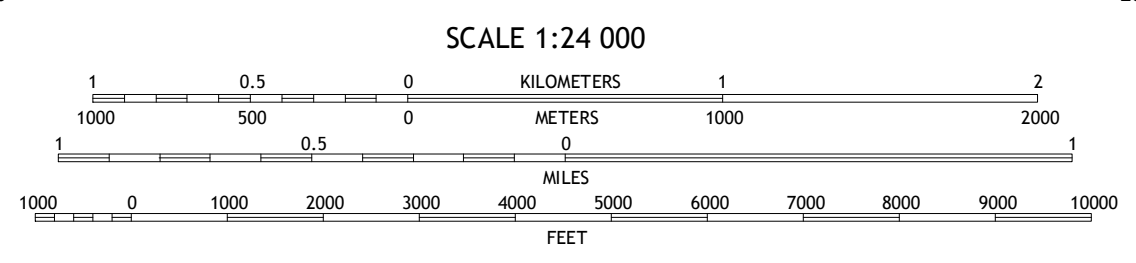 SCALE 1:24 000
1 0.5 0 KILOMETERS 1 2
1000 500 0 METERS 1000 2000
1 0.5 0 1
MILES
1000 0 1000 2000 3000 4000 5000 6000 7000 8000 9000 10000
FEET